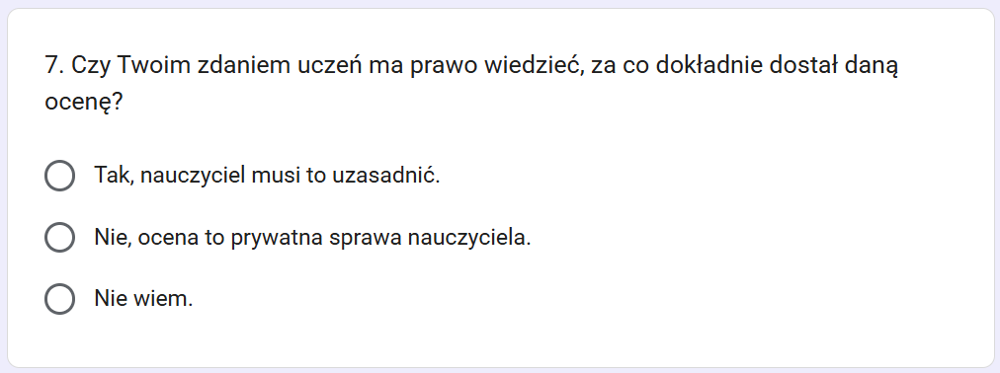 7. Czy Twoim zdaniem uczeń ma prawo wiedzieć, za co dokładnie dostał daną
ocenę?
Tak, nauczyciel musi to uzasadnić.
Nie, ocena to prywatna sprawa nauczyciela.
Nie wiem.